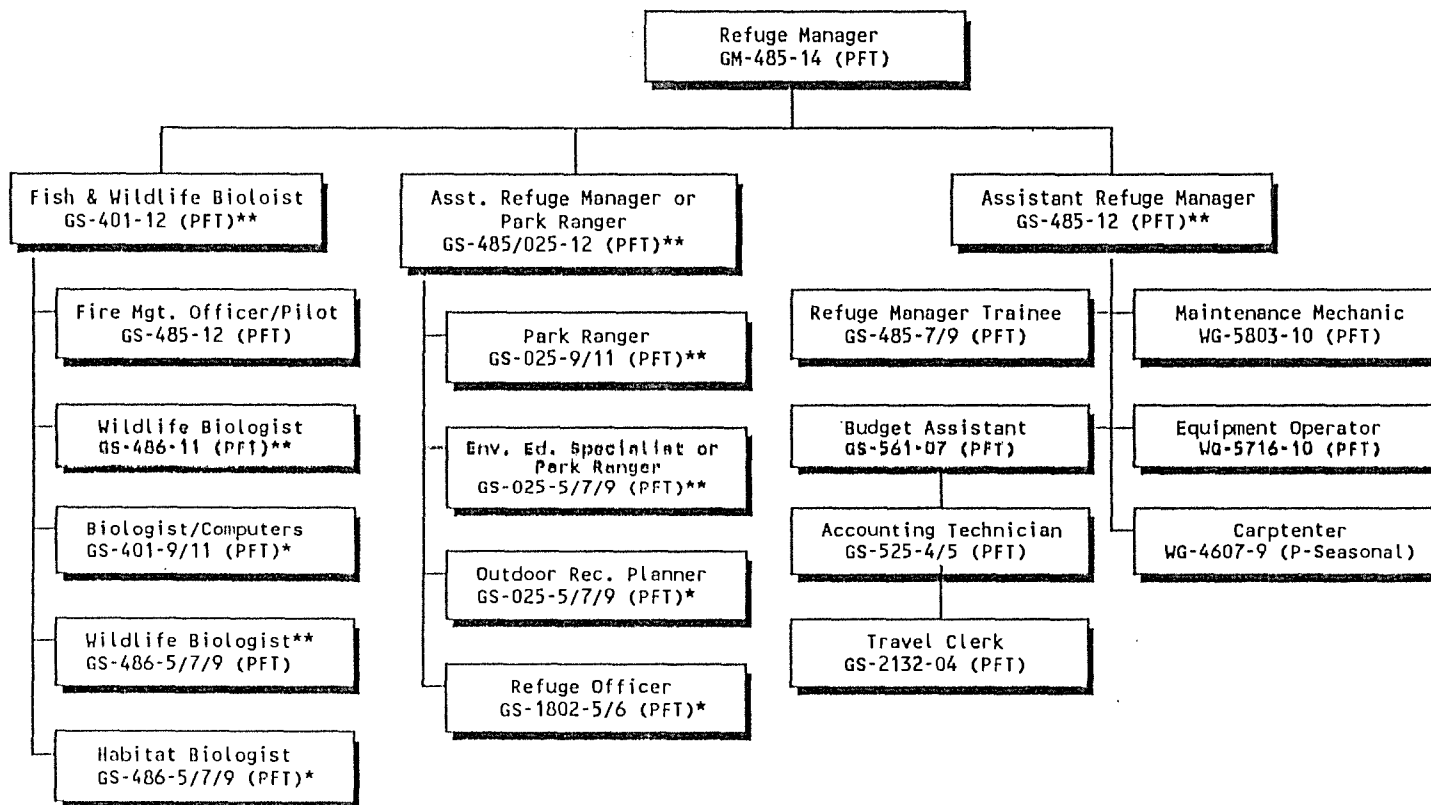 Refuge Manager
GM-485-14 (PFT)
Fish & Wildlife Bioloist
GS-401-12 (PFT)**
Asst. Refuge Manager or
Park Ranger
GS-485/025-12 (PFT)**
Assistant Refuge Manager
GS-485-12 (PFT)**
Fire Mgt. Officer/Pilot
GS-485-12 (PFT)
Wildlife Biologist
GS-486-11 (PFT)**
Biologist/Computers
GS-401-9/11 (PFT)*
Wildlife Biologist**
GS-486-5/7/9 (PFT)
Habitat Biologist
GS-486-5/7/9 (PFT)*
Park Ranger
GS-025-9/11 (PFT)**
Env. Ed. Specialist or
Park Ranger
GS-025-5/7/9 (PFT)**
Outdoor Rec. Planner
GS-025-5/7/9 (PFT)*
Refuge Officer
GS-1802-5/6 (PFT)*
Refuge Manager Trainee
GS-485-7/9 (PFT)
Budget Assistant
GS-561-07 (PFT)
Accounting Technician
GS-525-4/5 (PFT)
Travel Clerk
GS-2132-04 (PFT)
Maintenance Mechanic
WG-5803-10 (PFT)
Equipment Operator
WG-5716-10 (PFT)
Carptenter
WG-4607-9 (P-Seasonal)